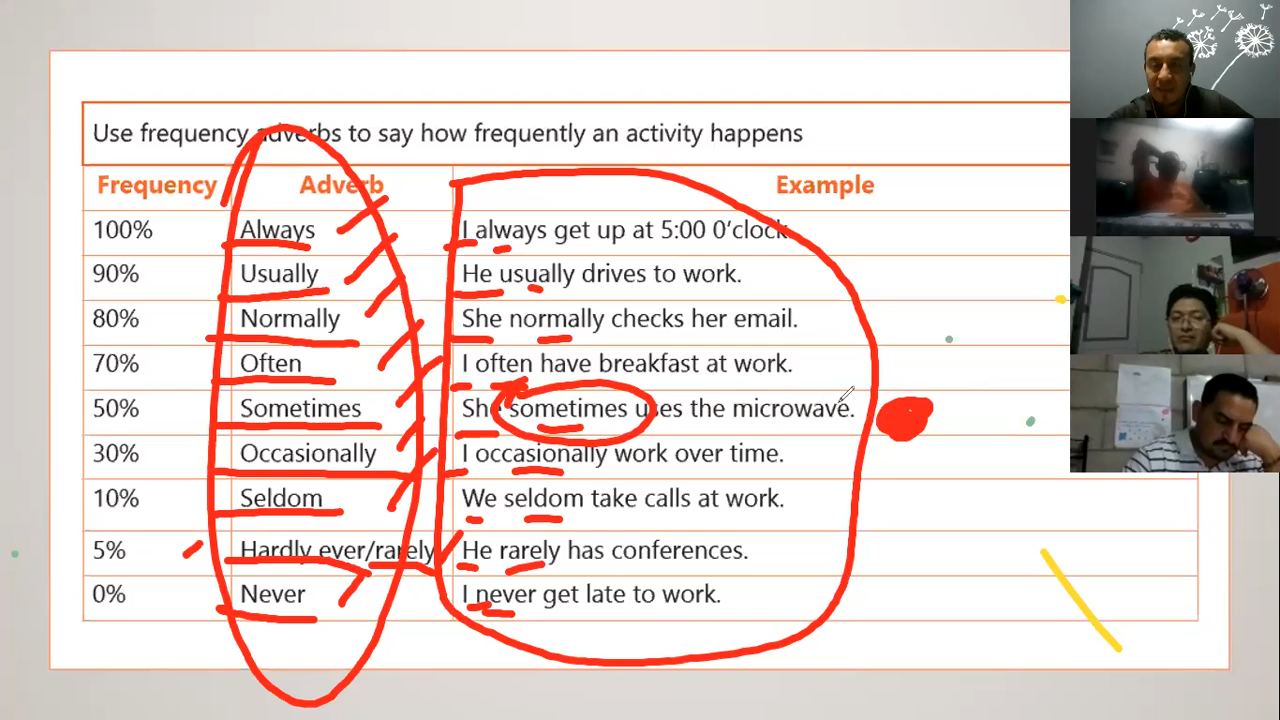 Use frequency adverbs to say how frequently an activity happens
Frequency Adverb Example
100% Always I always get up at 5:00 0'clock
90% Usually He usually drives to work.
80% Normally She normally checks her email.
70% Often I often have breakfast at work.
50% Sometimes She sometimes uses the microwave.
30% Occasionally I occasionally work over time.
10% Seldom We seldom take calls at work.
5% Hardly ever/rarely He rarely has conferences.
0% Never I never get late to work.